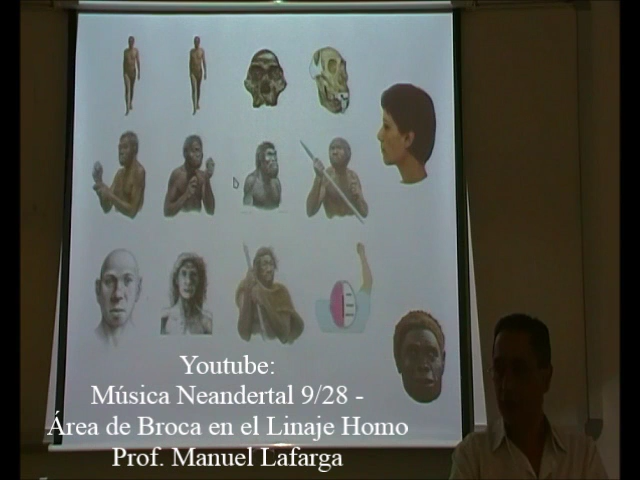 Youtube:
Música Neandertal 9/28 -
Área de Broca en el Linaje Homo
Prof. Manuel Lafarga